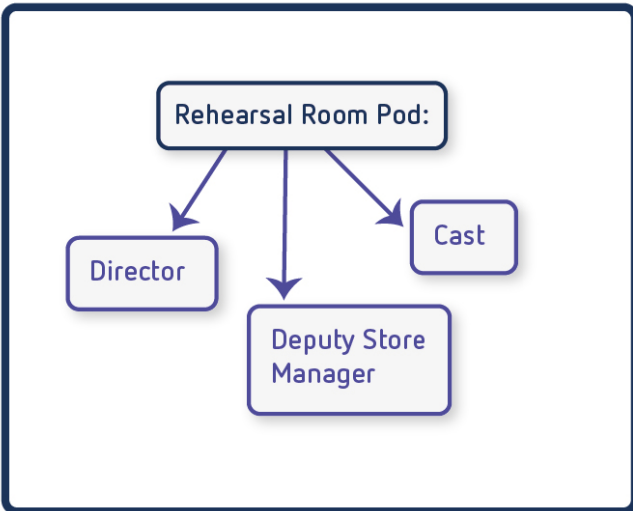 Rehearsal Room Pod:
Director
Cast
Deputy Store
Manager